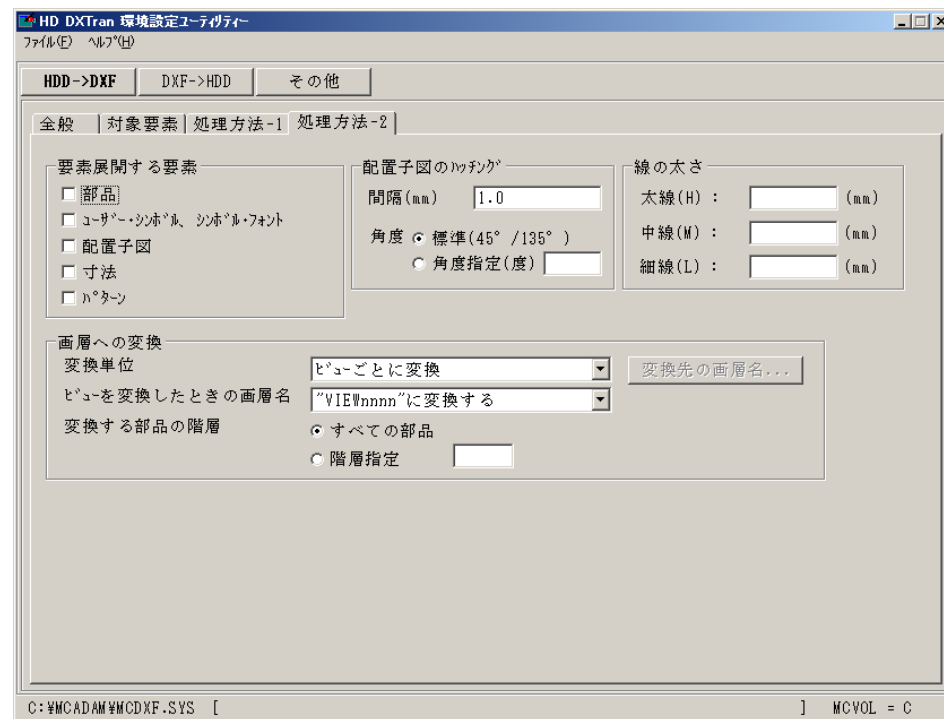 HD DXTran 環境設定ﾕｰﾃｨﾘﾃｨｰ
ﾌｧｲﾙ(F) ﾍﾙﾌﾟ(H)
HDD->DXF DXF->HDD その他
全般 対象要素 処理方法-1 処理方法-2
要素展開する要素
部品
ﾕｰｻﾞｰ･ｼﾝﾎﾞﾙ、ｼﾝﾎﾞﾙ･ﾌｫﾝﾄ
配置子図
寸法
ﾊﾟﾀｰﾝ
配置子図のﾊｯﾁﾝｸﾞ
間隔(mm) 1.0
角度 標準(45°/135°)
角度指定(度)
線の太さ
太線(H) : (mm)
中線(M) : (mm)
細線(L) : (mm)
画層への変換
変換単位 ﾋﾞｭｰごとに変換 変換先の画層名...
ﾋﾞｭｰを変換したときの画層名 "VIEWnnnn"に変換する
変換する部品の階層 すべての部品
階層指定
C:¥MCADAM¥MCDXF.SYS [ ] MCVOL = C